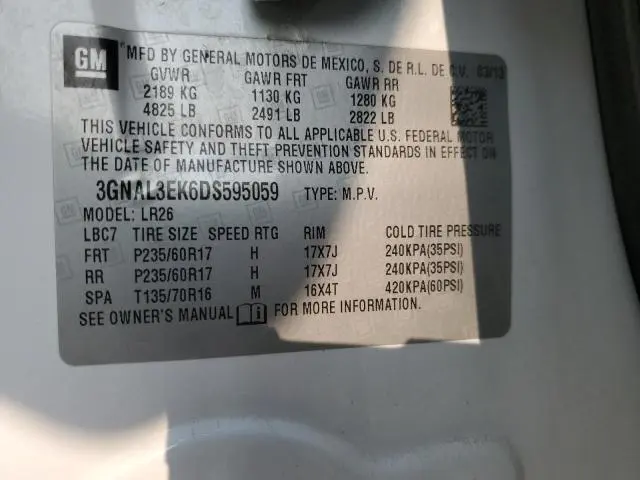 GM
®MFD BY GENERAL MOTORS DE MEXICO, S. DE R.L. DE C.V. 03/13
GVWR GAWR FRT GAWR RR
2189 KG 1130 KG 1280 KG
4825 LB 2491 LB 2822 LB
THIS VEHICLE CONFORMS TO ALL APPLICABLE U.S. FEDERAL MOTOR
VEHICLE SAFETY AND THEFT PREVENTION STANDARDS IN EFFECT ON
THE DATE OF MANUFACTURE SHOWN ABOVE.
3GNAL3EK6DS595059 TYPE: M.P.V.
MODEL: LR26
LBC7 TIRE SIZE SPEED RTG RIM COLD TIRE PRESSURE
FRT P235/60R17 H 17X7J 240KPA(35PSI)
RR P235/60R17 H 17X7J 240KPA(35PSI)
SPA T135/70R16 M 16X4T 420KPA(60PSI)
SEE OWNER'S MANUAL FOR MORE INFORMATION.